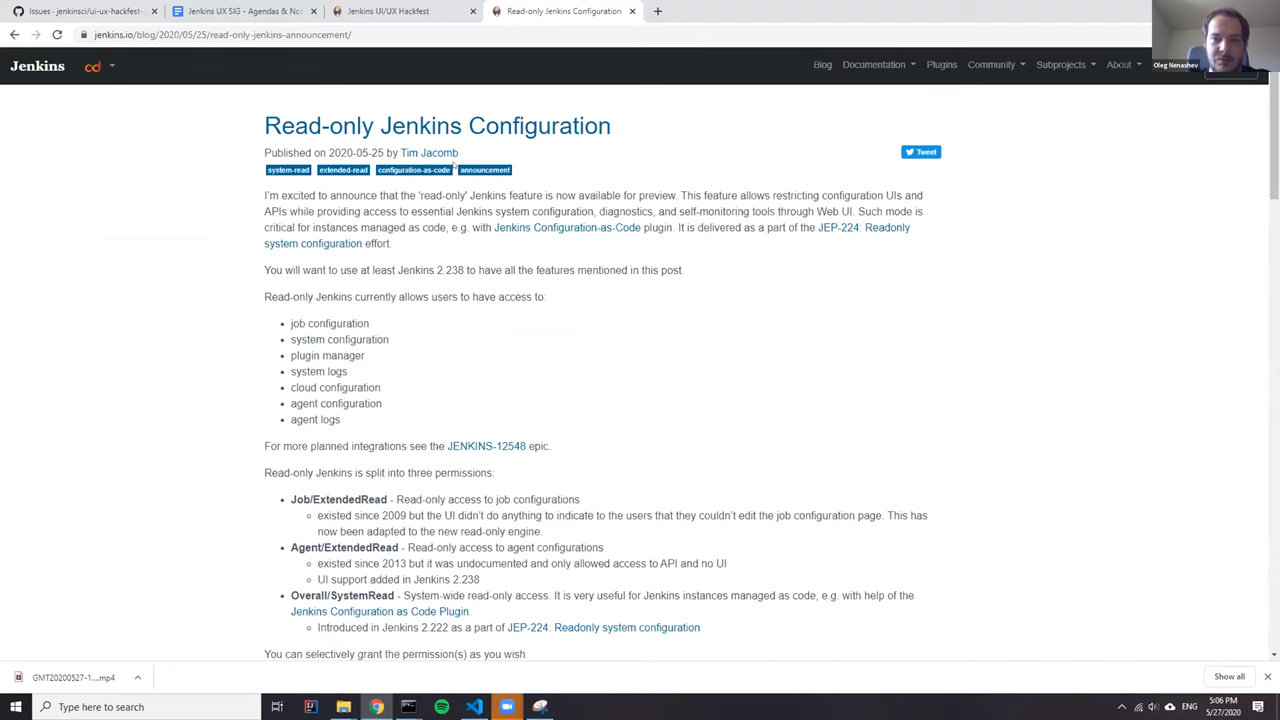 Issues · jenkinsci/ui-ux-hackfest-
Jenkins UX SIG - Agendas & Not
Jenkins UI/UX Hackfest
Read-only Jenkins Configuration
jenkins.io/blog/2020/05/25/read-only-jenkins-announcement/
Oleg Nenashev
Jenkins
cd
Blog
Documentation
Plugins
Community
Subprojects
About
Read-only Jenkins Configuration
Published on 2020-05-25 by Tim Jacomb
Tweet
system-read extended-read configuration-as-code announcement
I'm excited to announce that the 'read-only' Jenkins feature is now available for preview. This feature allows restricting configuration UIs and
APIs while providing access to essential Jenkins system configuration, diagnostics, and self-monitoring tools through Web UI. Such mode is
critical for instances managed as code, e.g. with Jenkins Configuration-as-Code plugin. It is delivered as a part of the JEP-224: Readonly
system configuration effort.
You will want to use at least Jenkins 2.238 to have all the features mentioned in this post.
Read-only Jenkins currently allows users to have access to:
• job configuration
• system configuration
• plugin manager
• system logs
• cloud configuration
• agent configuration
• agent logs
For more planned integrations see the JENKINS-12548 epic.
Read-only Jenkins is split into three permissions:
• Job/ExtendedRead - Read-only access to job configurations
◦ existed since 2009 but the UI didn't do anything to indicate to the users that they couldn't edit the job configuration page. This has
now been adapted to the new read-only engine.
• Agent/ExtendedRead - Read-only access to agent configurations
◦ existed since 2013 but it was undocumented and only allowed access to API and no UI
◦ UI support added in Jenkins 2.238
• Overall/SystemRead - System-wide read-only access. It is very useful for Jenkins instances managed as code, e.g. with help of the
Jenkins Configuration as Code Plugin.
◦ Introduced in Jenkins 2.222 as a part of JEP-224: Readonly system configuration
You can selectively grant the permission(s) as you wish.
GMT20200527-1....mp4
Show all
Type here to search
ENG
5:06 PM
5/27/2020